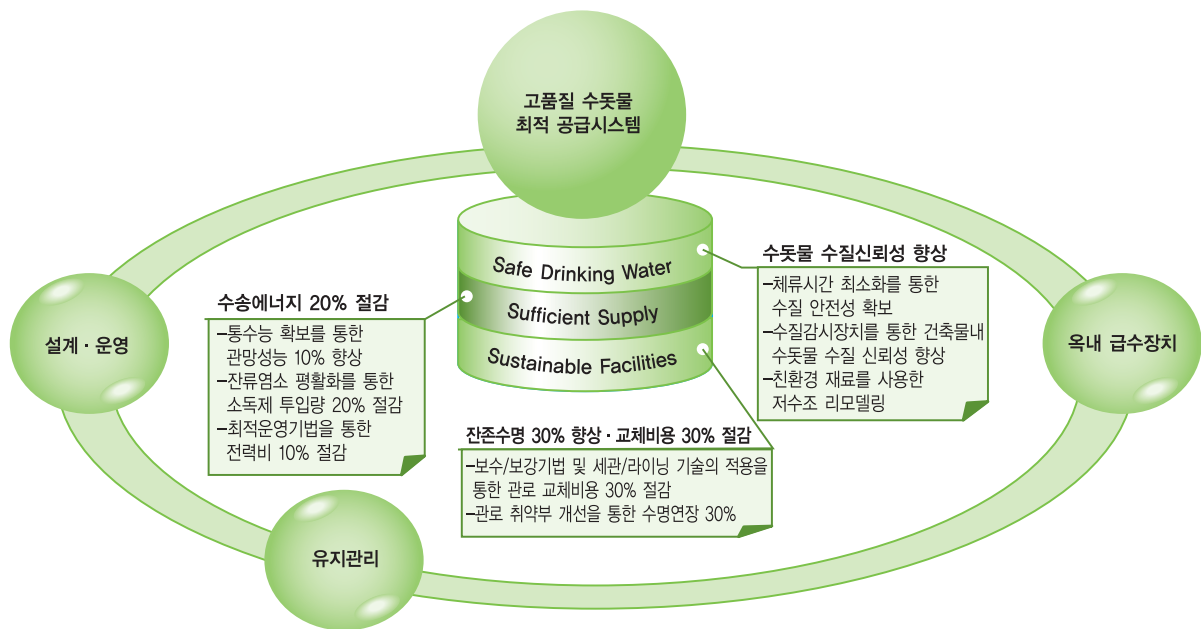 고품질 수돗물
최적 공급시스템
Safe Drinking Water
Sufficient Supply
Sustainable Facilities
설계 · 운영
수송에너지 20% 절감
-통수능 확보를 통한
관망성능 10% 향상
-잔류염소 평활화를 통한
소독제 투입량 20% 절감
-최적운영기법을 통한
전력비 10% 절감
수돗물 수질신뢰성 향상
-체류시간 최소화를 통한
수질 안전성 확보
-수질감시장치를 통한 건축물내
수돗물 수질 신뢰성 향상
-친환경 재료를 사용한
저수조 리모델링
옥내 급수장치
잔존수명 30% 향상 · 교체비용 30% 절감
-보수/보강기법 및 세관/라이닝 기술의 적용을
통한 관로 교체비용 30% 절감
-관로 취약부 개선을 통한 수명연장 30%
유지관리